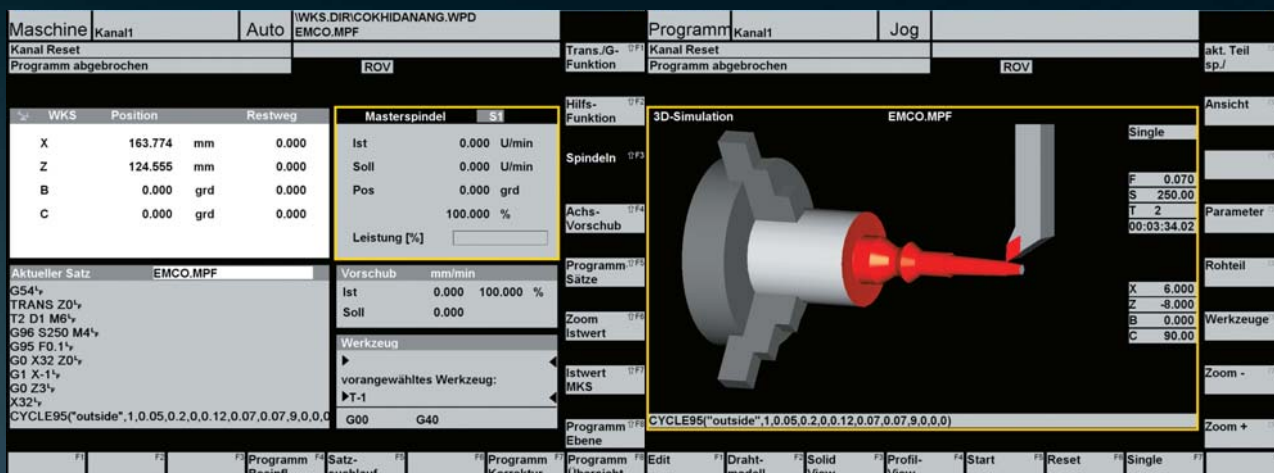 Maschine Kanal1 Auto \WKS.DIR\COKHIDANANG.WPD
EMCO.MPF
Kanal Reset
Programm abgebrochen ROV
WKS Position Restweg
X 163.774 mm 0.000
Z 124.555 mm 0.000
B 0.000 grd 0.000
C 0.000 grd 0.000
Masterspindel S1
Ist 0.000 U/min
Soll 0.000 U/min
Pos 0.000 grd
100.000 %
Leistung [%]
Aktueller Satz EMCO.MPF
G54
TRANS Z0
T2 D1 M6
G96 S250 M4
G95 F0.1
G0 X32 Z0
G1 X-1
G0 Z3
X32
CYCLE95("outside",1,0.05,0.2,0,0.12,0.07,0.07,9,0,0,0
Vorschub mm/min
Ist 0.000 100.000 %
Soll 0.000
Werkzeug
vorangewähltes Werkzeug:
T-1
G00 G40
Trans./G- F1
Funktion
Hilfs- F2
Funktion
Spindeln F3
Achs- F4
Vorschub
Programm F5
Sätze
Zoom F6
Istwert
Istwert F7
MKS
Programm F8
Ebene
F1 F2 F3 Programm F4 Satz- F5 F6 Programm F7 Programm F8
Programm Kanal1 Jog
Kanal Reset
Programm abgebrochen ROV
3D-Simulation EMCO.MPF
Single
F 0.070
S 250.00
T 2
00:03:34.02
X 6.000
Z -8.000
B 0.000
C 90.00
CYCLE95("outside",1,0.05,0.2,0,0.12,0.07,0.07,9,0,0,0)
akt. Teil
sp./
Ansicht
Parameter
Rohteil
Werkzeuge
Zoom -
Zoom +
Edit F1 Draht- F2 Solid F3 Profil- F4 Start F5 Reset F6 Single F7